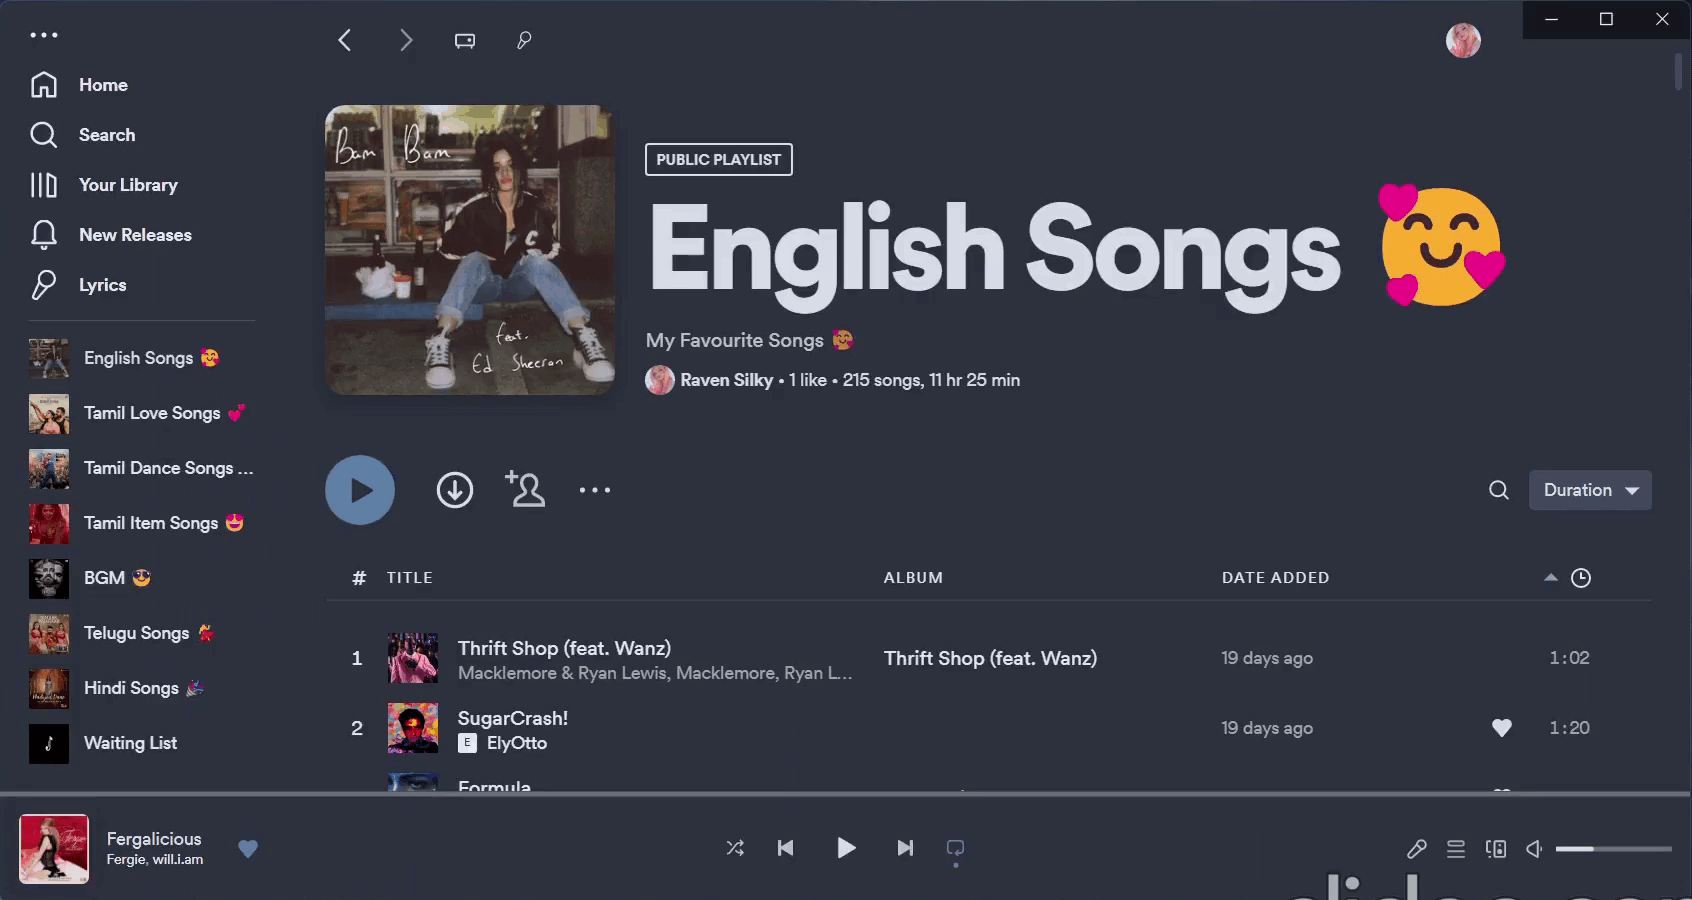 Home
Search
Your Library
New Releases
Lyrics
English Songs 🥰
Tamil Love Songs 💕
Tamil Dance Songs ...
Tamil Item Songs 😍
BGM 😎
Telugu Songs 💃
Hindi Songs 🎉
Waiting List
Bam Bam
feat.
Ed Sheeran
PUBLIC PLAYLIST
English Songs 🥰
My Favourite Songs 🥰
Raven Silky • 1 like • 215 songs, 11 hr 25 min
Duration
# TITLE ALBUM DATE ADDED
1 Thrift Shop (feat. Wanz) Thrift Shop (feat. Wanz) 19 days ago 1:02
Macklemore & Ryan Lewis, Macklemore, Ryan L...
2 SugarCrash! 19 days ago 1:20
E ElyOtto
Formula
Fergalicious
Fergie, will.i.am